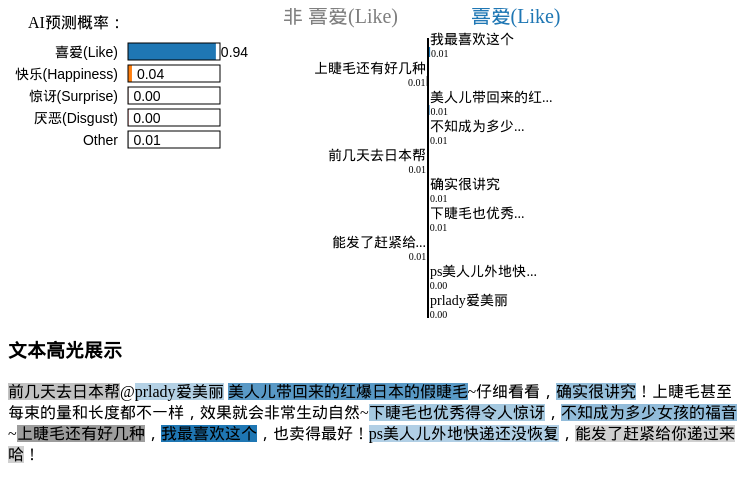 AI预测概率：
喜爱(Like) 0.94
快乐(Happiness) 0.04
惊讶(Surprise) 0.00
厌恶(Disgust) 0.00
Other 0.01
非 喜爱(Like) 喜爱(Like)
我最喜欢这个
0.01
上睫毛还有好几种
0.01
美人儿带回来的红...
0.01
不知成为多少...
0.01
前几天去日本帮
0.01
确实很讲究
0.01
下睫毛也优秀...
0.01
能发了赶紧给...
0.01
ps美人儿外地快...
0.00
prlady爱美丽
0.00
文本高光展示
前几天去日本帮@prlady爱美丽 美人儿带回来的红爆日本的假睫毛~仔细看看，确实很讲究！上睫毛甚至
每束的量和长度都不一样，效果就会非常生动自然~下睫毛也优秀得令人惊讶，不知成为多少女孩的福音
~上睫毛还有好几种，我最喜欢这个，也卖得最好！ps美人儿外地快递还没恢复，能发了赶紧给你递过来
哈！